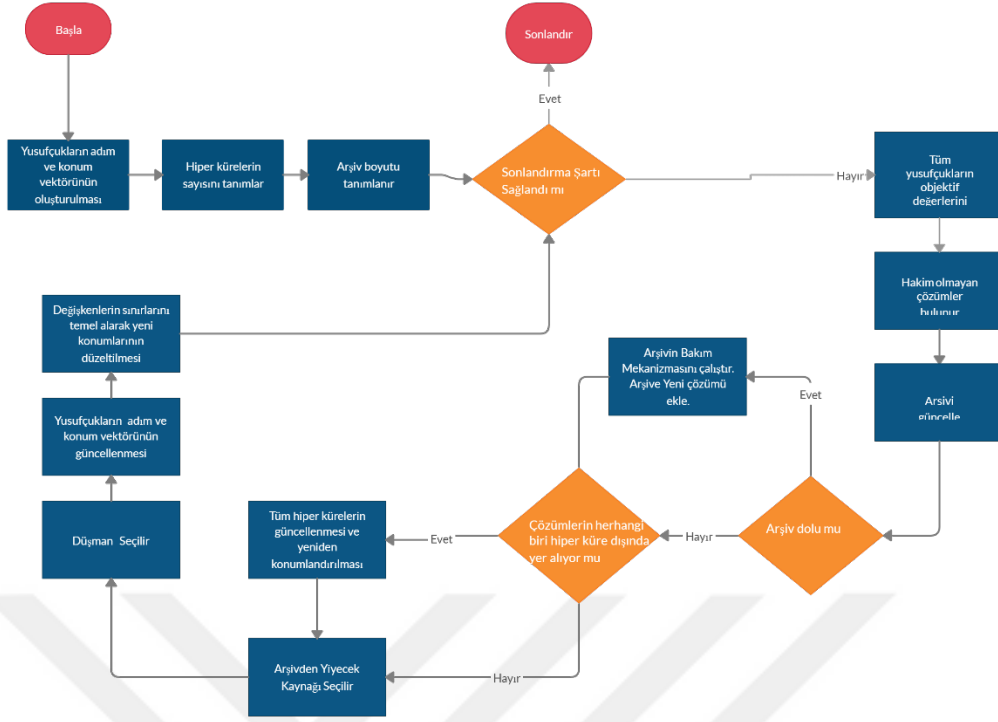 Başla
Sonlandır
Evet
Yusufçukların adım
ve konum
vektörünün
oluşturulması
Hiper kürelerin
sayısını tanımlar
Arşiv boyutu
tanımlanır
Sonlandırma Şartı
Sağlandı mı
Hayır
Tüm
yusufçukların
objektif
değerlerini
Hakim olmayan
çözümler
bulunur
Arşivi
güncelle
Değişkenlerin sınırlarını
temel alarak yeni
konumlarının
düzeltilmesi
Arşivin Bakım
Mekanizmasını çalıştır.
Arşive Yeni çözümü
ekle.
Evet
Yusufçukların adım ve
konum vektörünün
güncellenmesi
Düşman Seçilir
Tüm hiper kürelerin
güncellenmesi ve
yeniden
konumlandırılması
Evet
Çözümlerin herhangi
biri hiper küre dışında
yer alıyor mu
Hayır
Arşiv dolu mu
Arşivden Yiyecek
Kaynağı Seçilir
Hayır